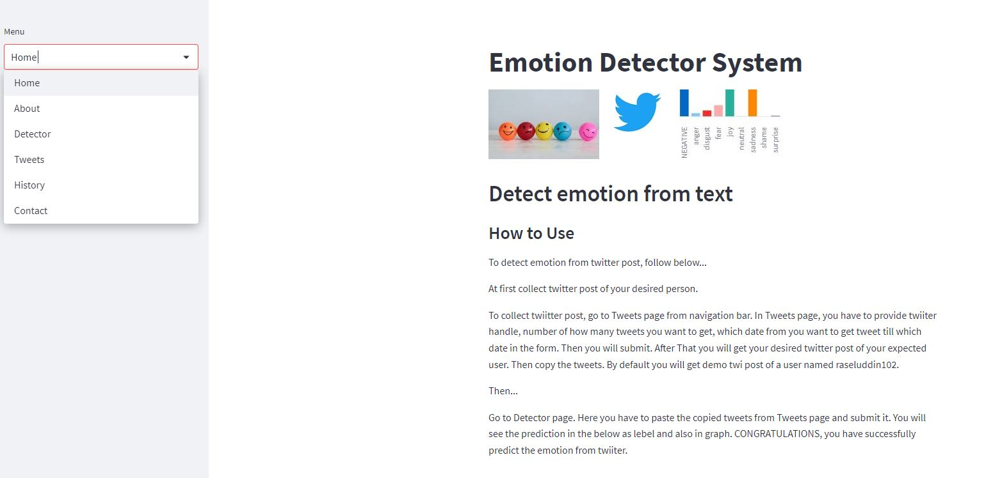 Menu
Home
Home
About
Detector
Tweets
History
Contact
Emotion Detector System
NEGATIVE
anger
disgust
fear
joy
neutral
sadness
shame
surprise
Detect emotion from text
How to Use
To detect emotion from twitter post, follow below...
At first collect twitter post of your desired person.
To collect twiitter post, go to Tweets page from navigation bar. In Tweets page, you have to provide twiiter
handle, number of how many tweets you want to get, which date from you want to get tweet till which
date in the form. Then you will submit. After That you will get your desired twitter post of your expected
user. Then copy the tweets. By default you will get demo twi post of a user named raseluddin102.
Then...
Go to Detector page. Here you have to paste the copied tweets from Tweets page and submit it. You will
see the prediction in the below as lebel and also in graph. CONGRATULATIONS, you have successfully
predict the emotion from twiiter.